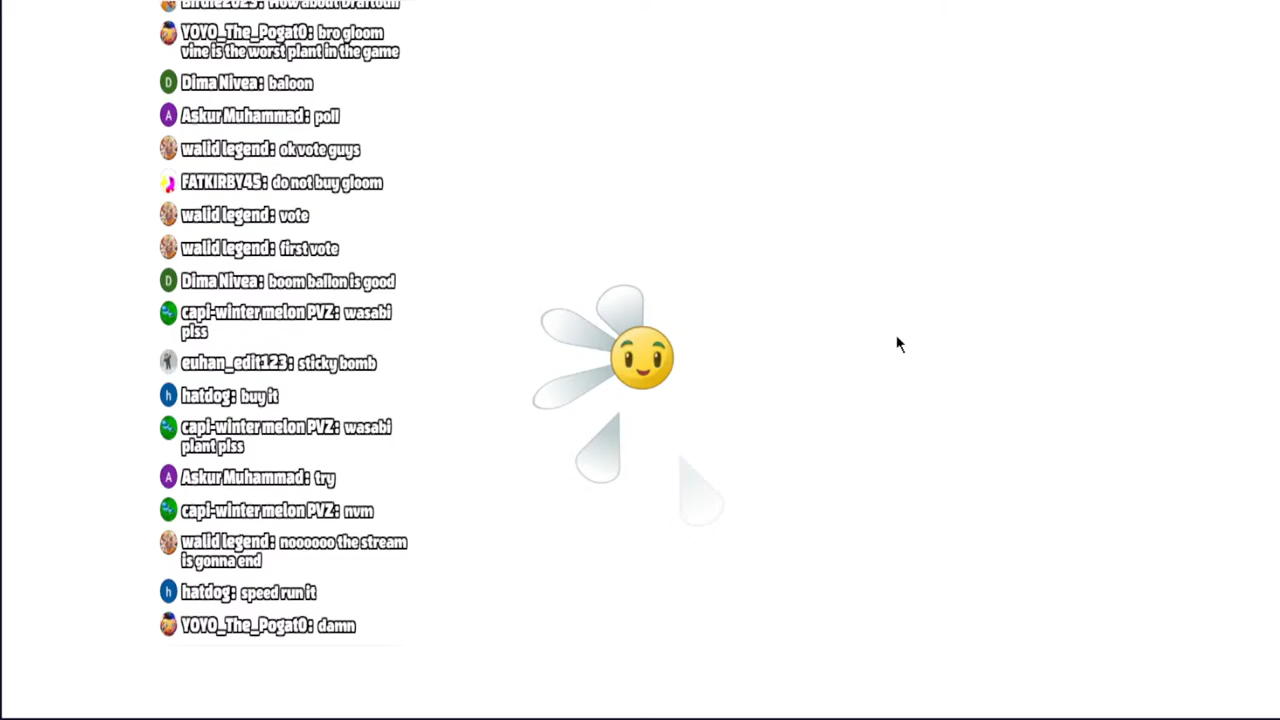 Birdie2023: How about Draftodil
YOYO_The_Pogat0: bro gloom
vine is the worst plant in the game
D
Dima Nivea: baloon
A
Askur Muhammad: poll
walid legend: ok vote guys
FATKIRBY45: do not buy gloom
walid legend: vote
walid legend: first vote
D
Dima Nivea: boom ballon is good
capi-winter melon PVZ: wasabi
plss
euhan_edit123: sticky bomb
h
hatdog: buy it
capi-winter melon PVZ: wasabi
plant plss
A
Askur Muhammad: try
capi-winter melon PVZ: nvm
walid legend: noooooo the stream
is gonna end
h
hatdog: speed run it
YOYO_The_Pogat0: damn